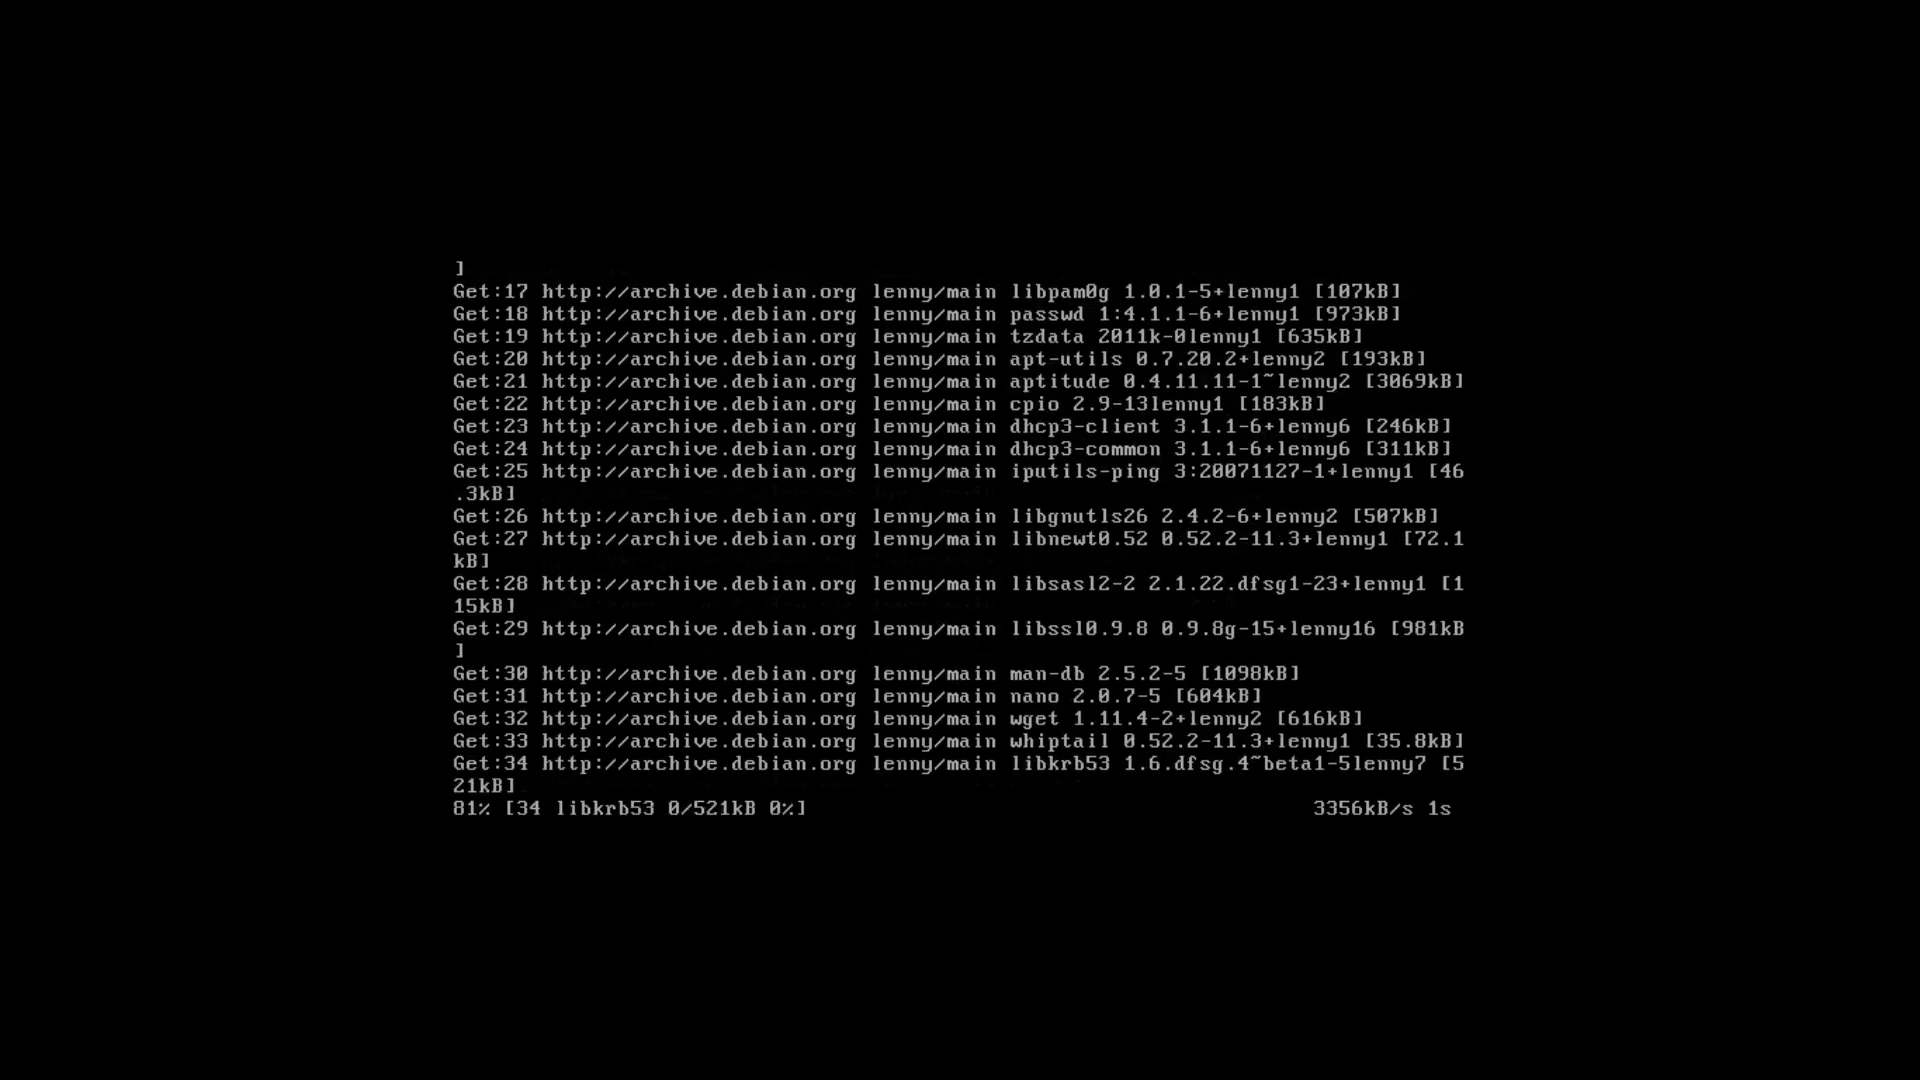 ]
Get:17 http://archive.debian.org lenny/main libpam0g 1.0.1-5+lenny1 [107kB]
Get:18 http://archive.debian.org lenny/main passwd 1:4.1.1-6+lenny1 [973kB]
Get:19 http://archive.debian.org lenny/main tzdata 2011k-0lenny1 [635kB]
Get:20 http://archive.debian.org lenny/main apt-utils 0.7.20.2+lenny2 [193kB]
Get:21 http://archive.debian.org lenny/main aptitude 0.4.11.11-1~lenny2 [3069kB]
Get:22 http://archive.debian.org lenny/main cpio 2.9-13lenny1 [183kB]
Get:23 http://archive.debian.org lenny/main dhcp3-client 3.1.1-6+lenny6 [246kB]
Get:24 http://archive.debian.org lenny/main dhcp3-common 3.1.1-6+lenny6 [311kB]
Get:25 http://archive.debian.org lenny/main iputils-ping 3:20071127-1+lenny1 [46
.3kB]
Get:26 http://archive.debian.org lenny/main libgnutls26 2.4.2-6+lenny2 [507kB]
Get:27 http://archive.debian.org lenny/main libnewt0.52 0.52.2-11.3+lenny1 [72.1
kB]
Get:28 http://archive.debian.org lenny/main libsasl2-2 2.1.22.dfsg1-23+lenny1 [1
15kB]
Get:29 http://archive.debian.org lenny/main libssl0.9.8 0.9.8g-15+lenny16 [981kB
]
Get:30 http://archive.debian.org lenny/main man-db 2.5.2-5 [1098kB]
Get:31 http://archive.debian.org lenny/main nano 2.0.7-5 [604kB]
Get:32 http://archive.debian.org lenny/main wget 1.11.4-2+lenny2 [616kB]
Get:33 http://archive.debian.org lenny/main whiptail 0.52.2-11.3+lenny1 [35.8kB]
Get:34 http://archive.debian.org lenny/main libkrb53 1.6.dfsg.4~beta1-5lenny7 [5
21kB]
81% [34 libkrb53 0/521kB 0%] 3356kB/s 1s